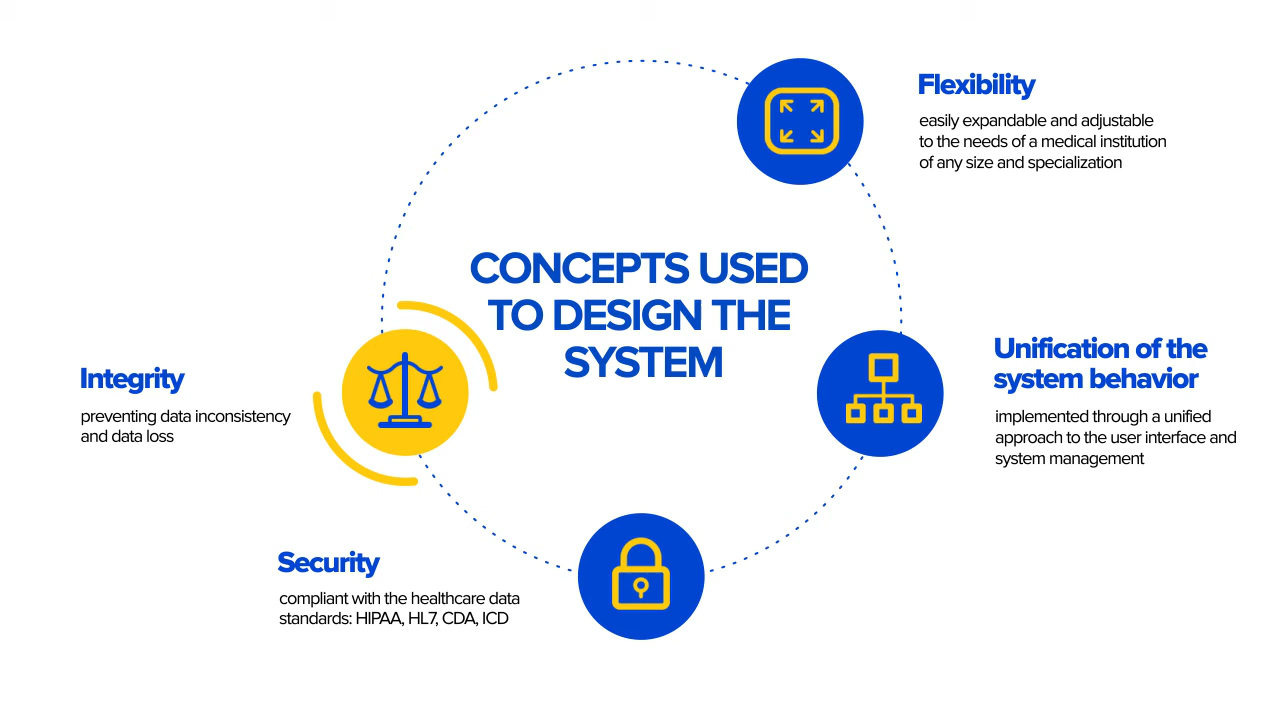 CONCEPTS USED
TO DESIGN THE
SYSTEM
Flexibility
easily expandable and adjustable
to the needs of a medical institution
of any size and specialization
Unification of the
system behavior
implemented through a unified
approach to the user interface and
system management
Security
compliant with the healthcare data
standards: HIPAA, HL7, CDA, ICD
Integrity
preventing data inconsistency
and data loss